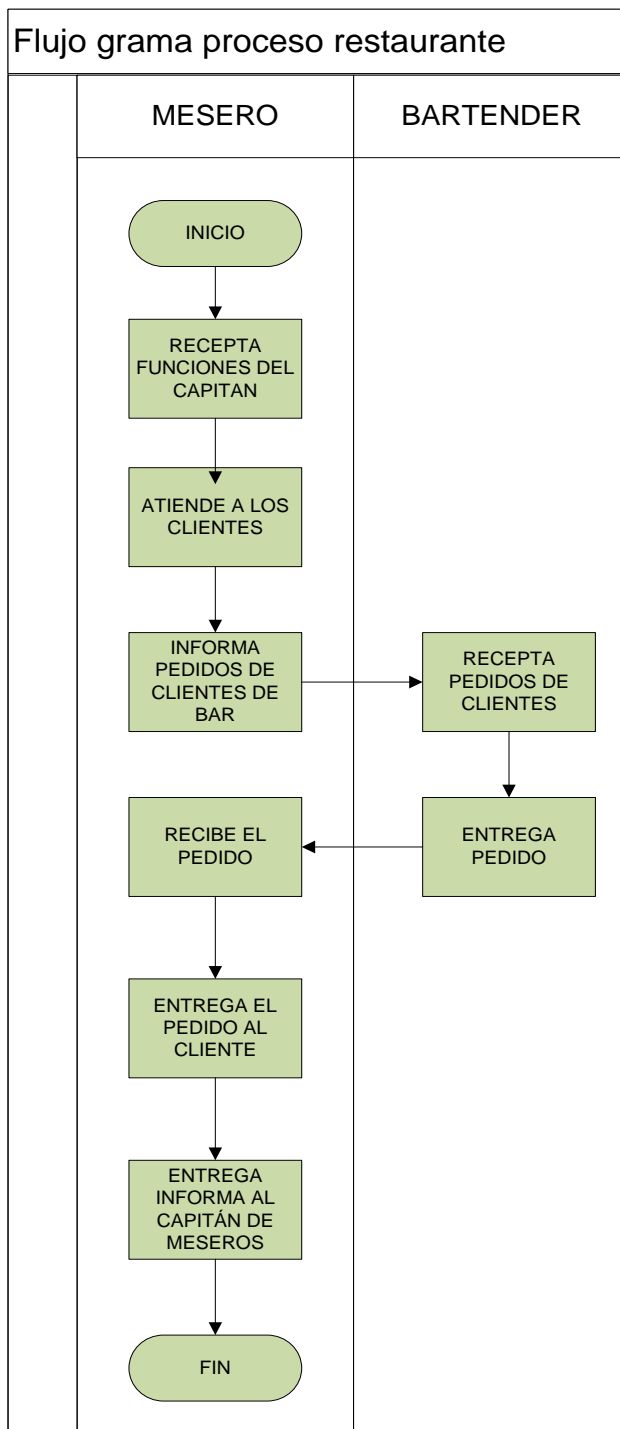 Flujo grama proceso restaurante
MESERO
BARTENDER
INICIO
RECEPTA
FUNCIONES DEL
CAPITAN
ATIENDE A LOS
CLIENTES
INFORMA
PEDIDOS DE
CLIENTES DE
BAR
RECEPTA
PEDIDOS DE
CLIENTES
RECIBE EL
PEDIDO
ENTREGA
PEDIDO
ENTREGA EL
PEDIDO AL
CLIENTE
ENTREGA
INFORMA AL
CAPITÁN DE
MESEROS
FIN